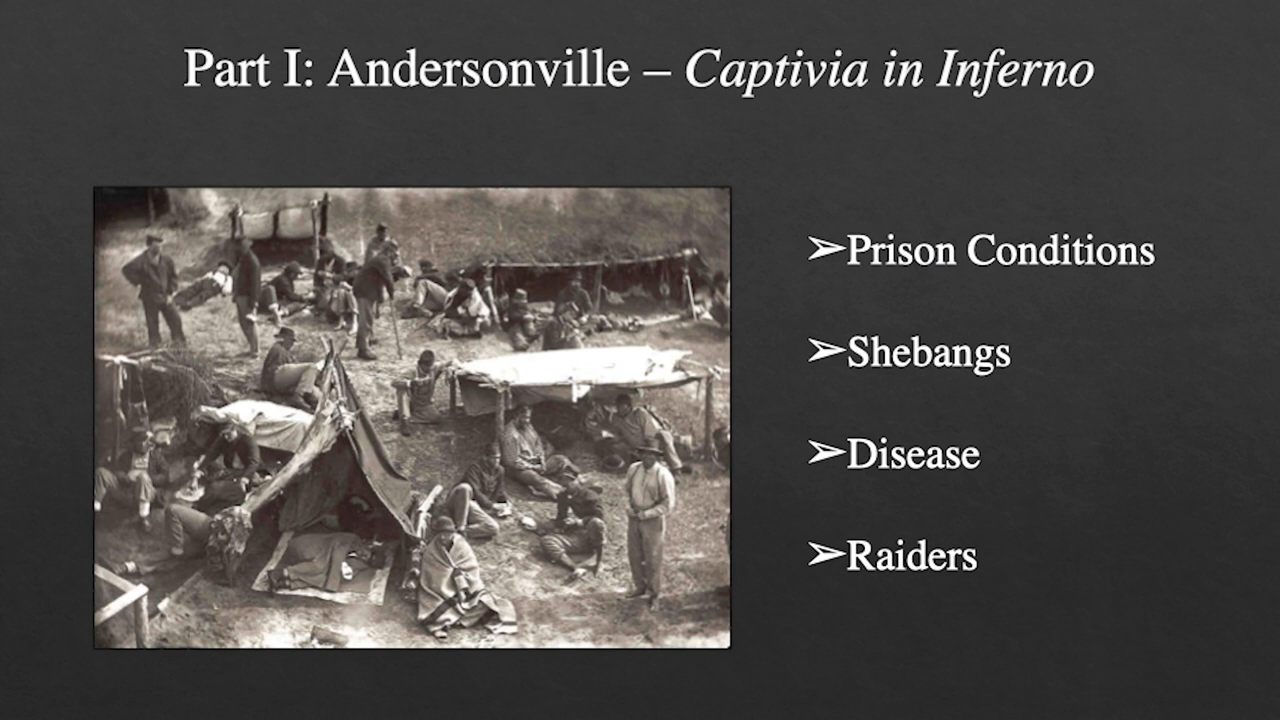 Part I: Andersonville – Captivia in Inferno
➢Prison Conditions
➢Shebangs
➢Disease
➢Raiders